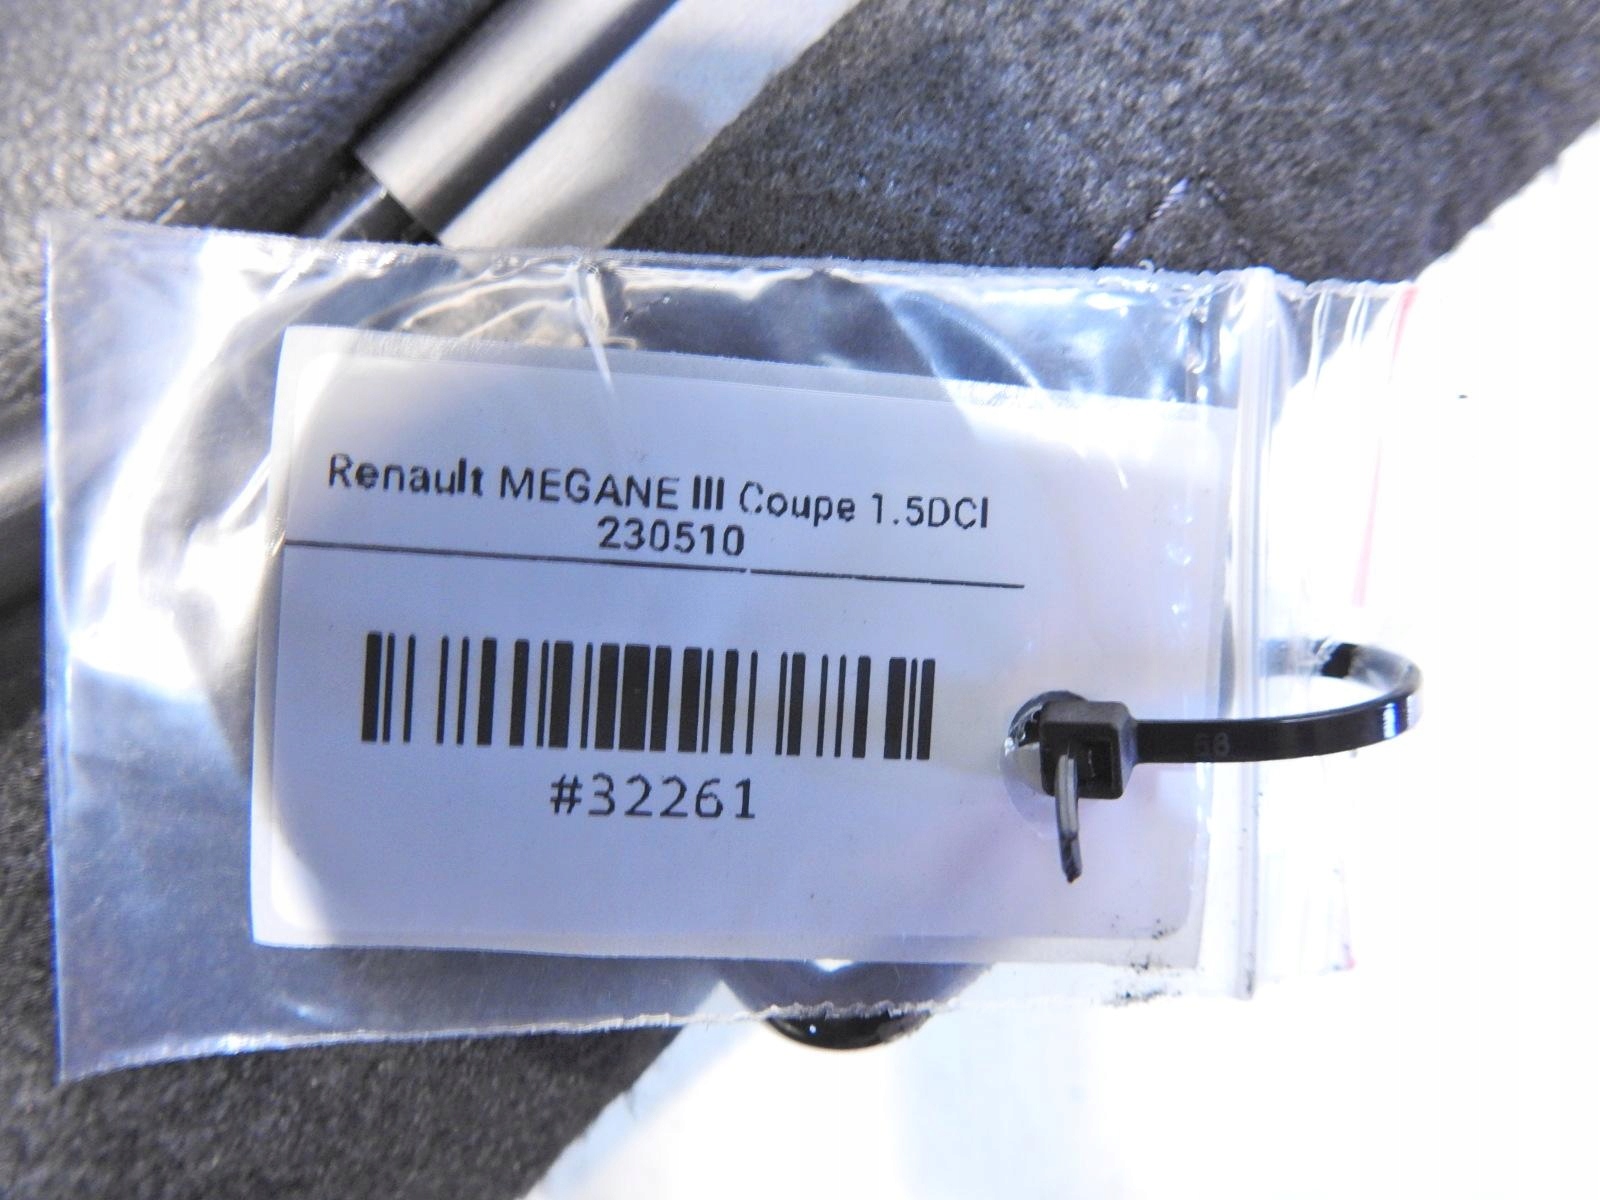 Renault MEGANE III Coupe 1.5DCI
230510
#32261